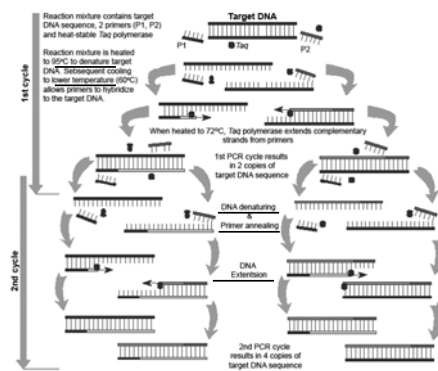 Reaction mixture contains target
DNA sequence, 2 primers (P1, P2)
and heat-stable Taq polymerase
Target DNA
P1
Taq
P2
Reaction mixture is heated
to 95ºC to denature target
DNA. Subsequent cooling
to lower temperature (60ºC)
allows primers to hybridize
to the target DNA.
1st cycle
When heated to 72ºC, Taq polymerase extends complementary
strands from primers
1st PCR cycle results
in 2 copies of
target DNA sequence
2nd cycle
DNA denaturing
&
Primer annealing
DNA
Extentsion
2nd PCR cycle
results in 4 copies of
target DNA sequence